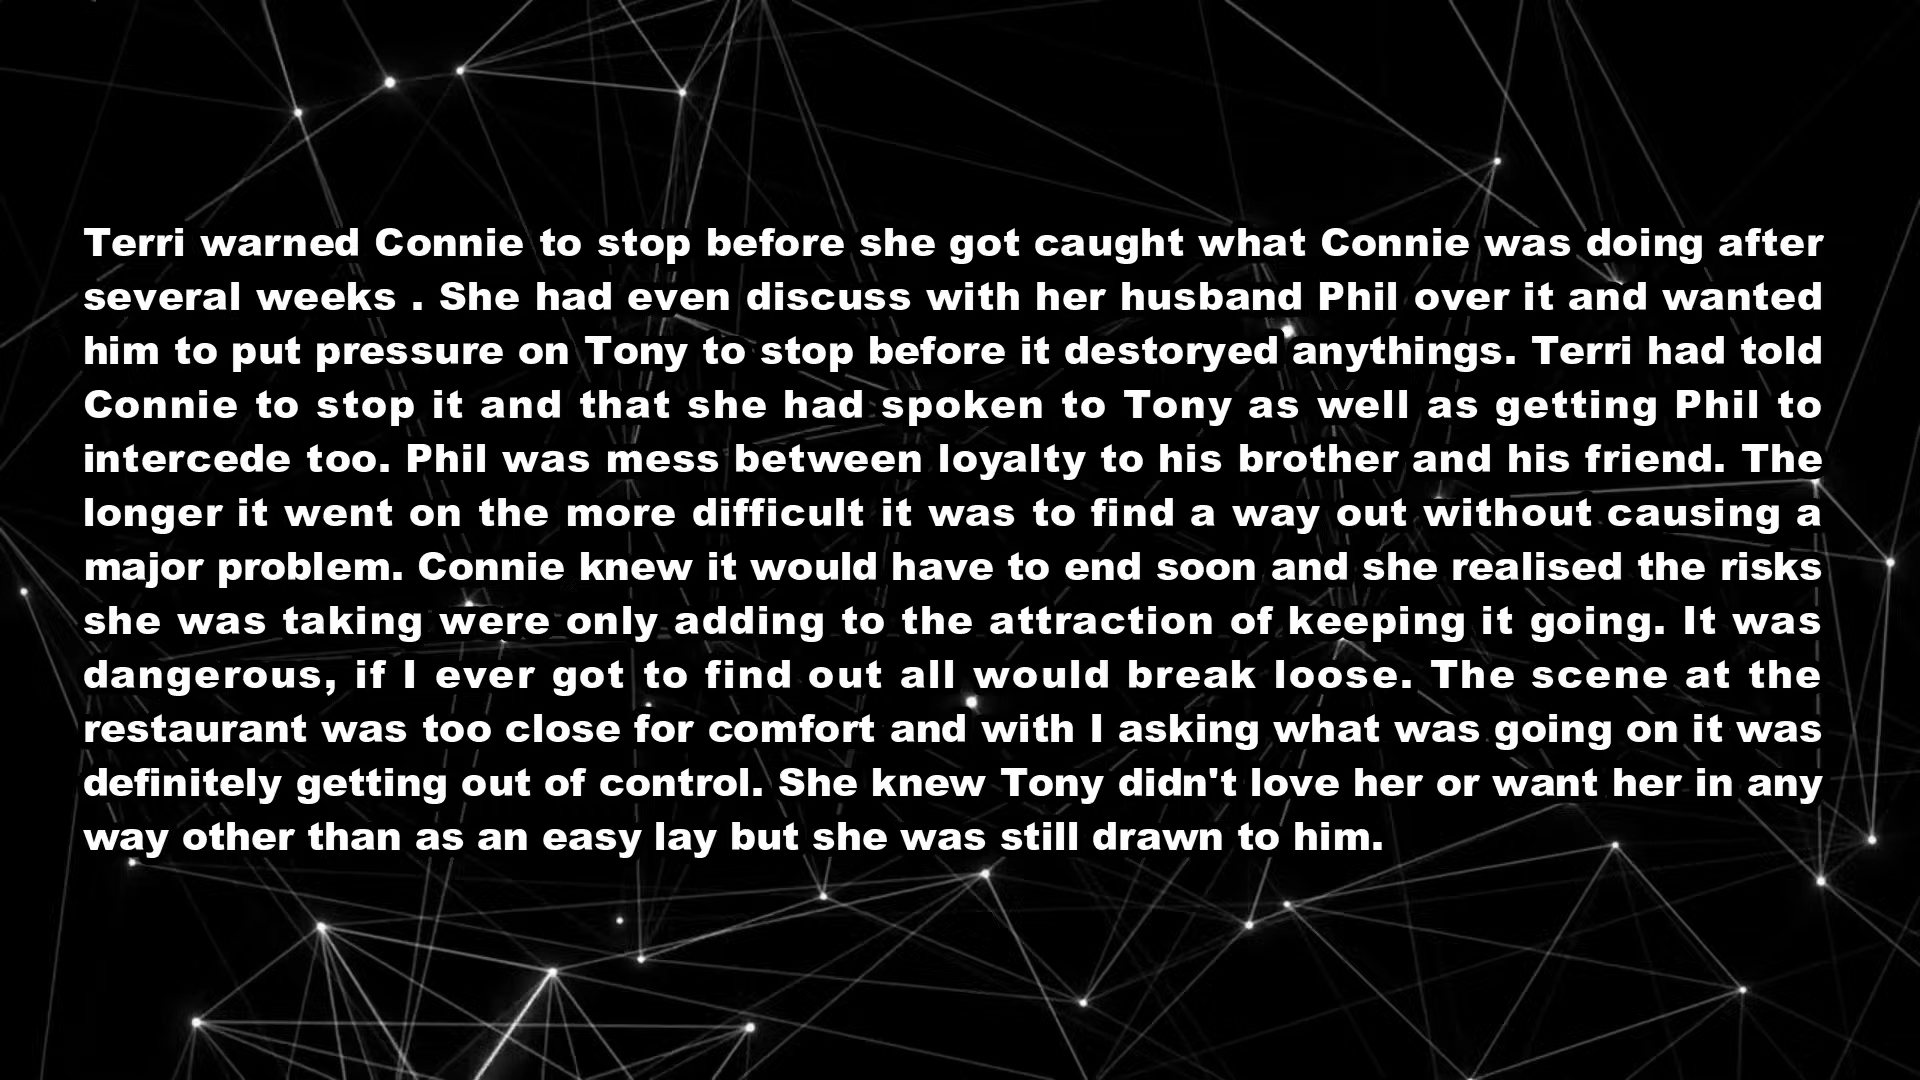 Terri warned Connie to stop before she got caught what Connie was doing after
several weeks . She had even discuss with her husband Phil over it and wanted
him to put pressure on Tony to stop before it destoryed anythings. Terri had told
Connie to stop it and that she had spoken to Tony as well as getting Phil to
intercede too. Phil was mess between loyalty to his brother and his friend. The
longer it went on the more difficult it was to find a way out without causing a
major problem. Connie knew it would have to end soon and she realised the risks
she was taking were only adding to the attraction of keeping it going. It was
dangerous, if I ever got to find out all would break loose. The scene at the
restaurant was too close for comfort and with I asking what was going on it was
definitely getting out of control. She knew Tony didn't love her or want her in any
way other than as an easy lay but she was still drawn to him.